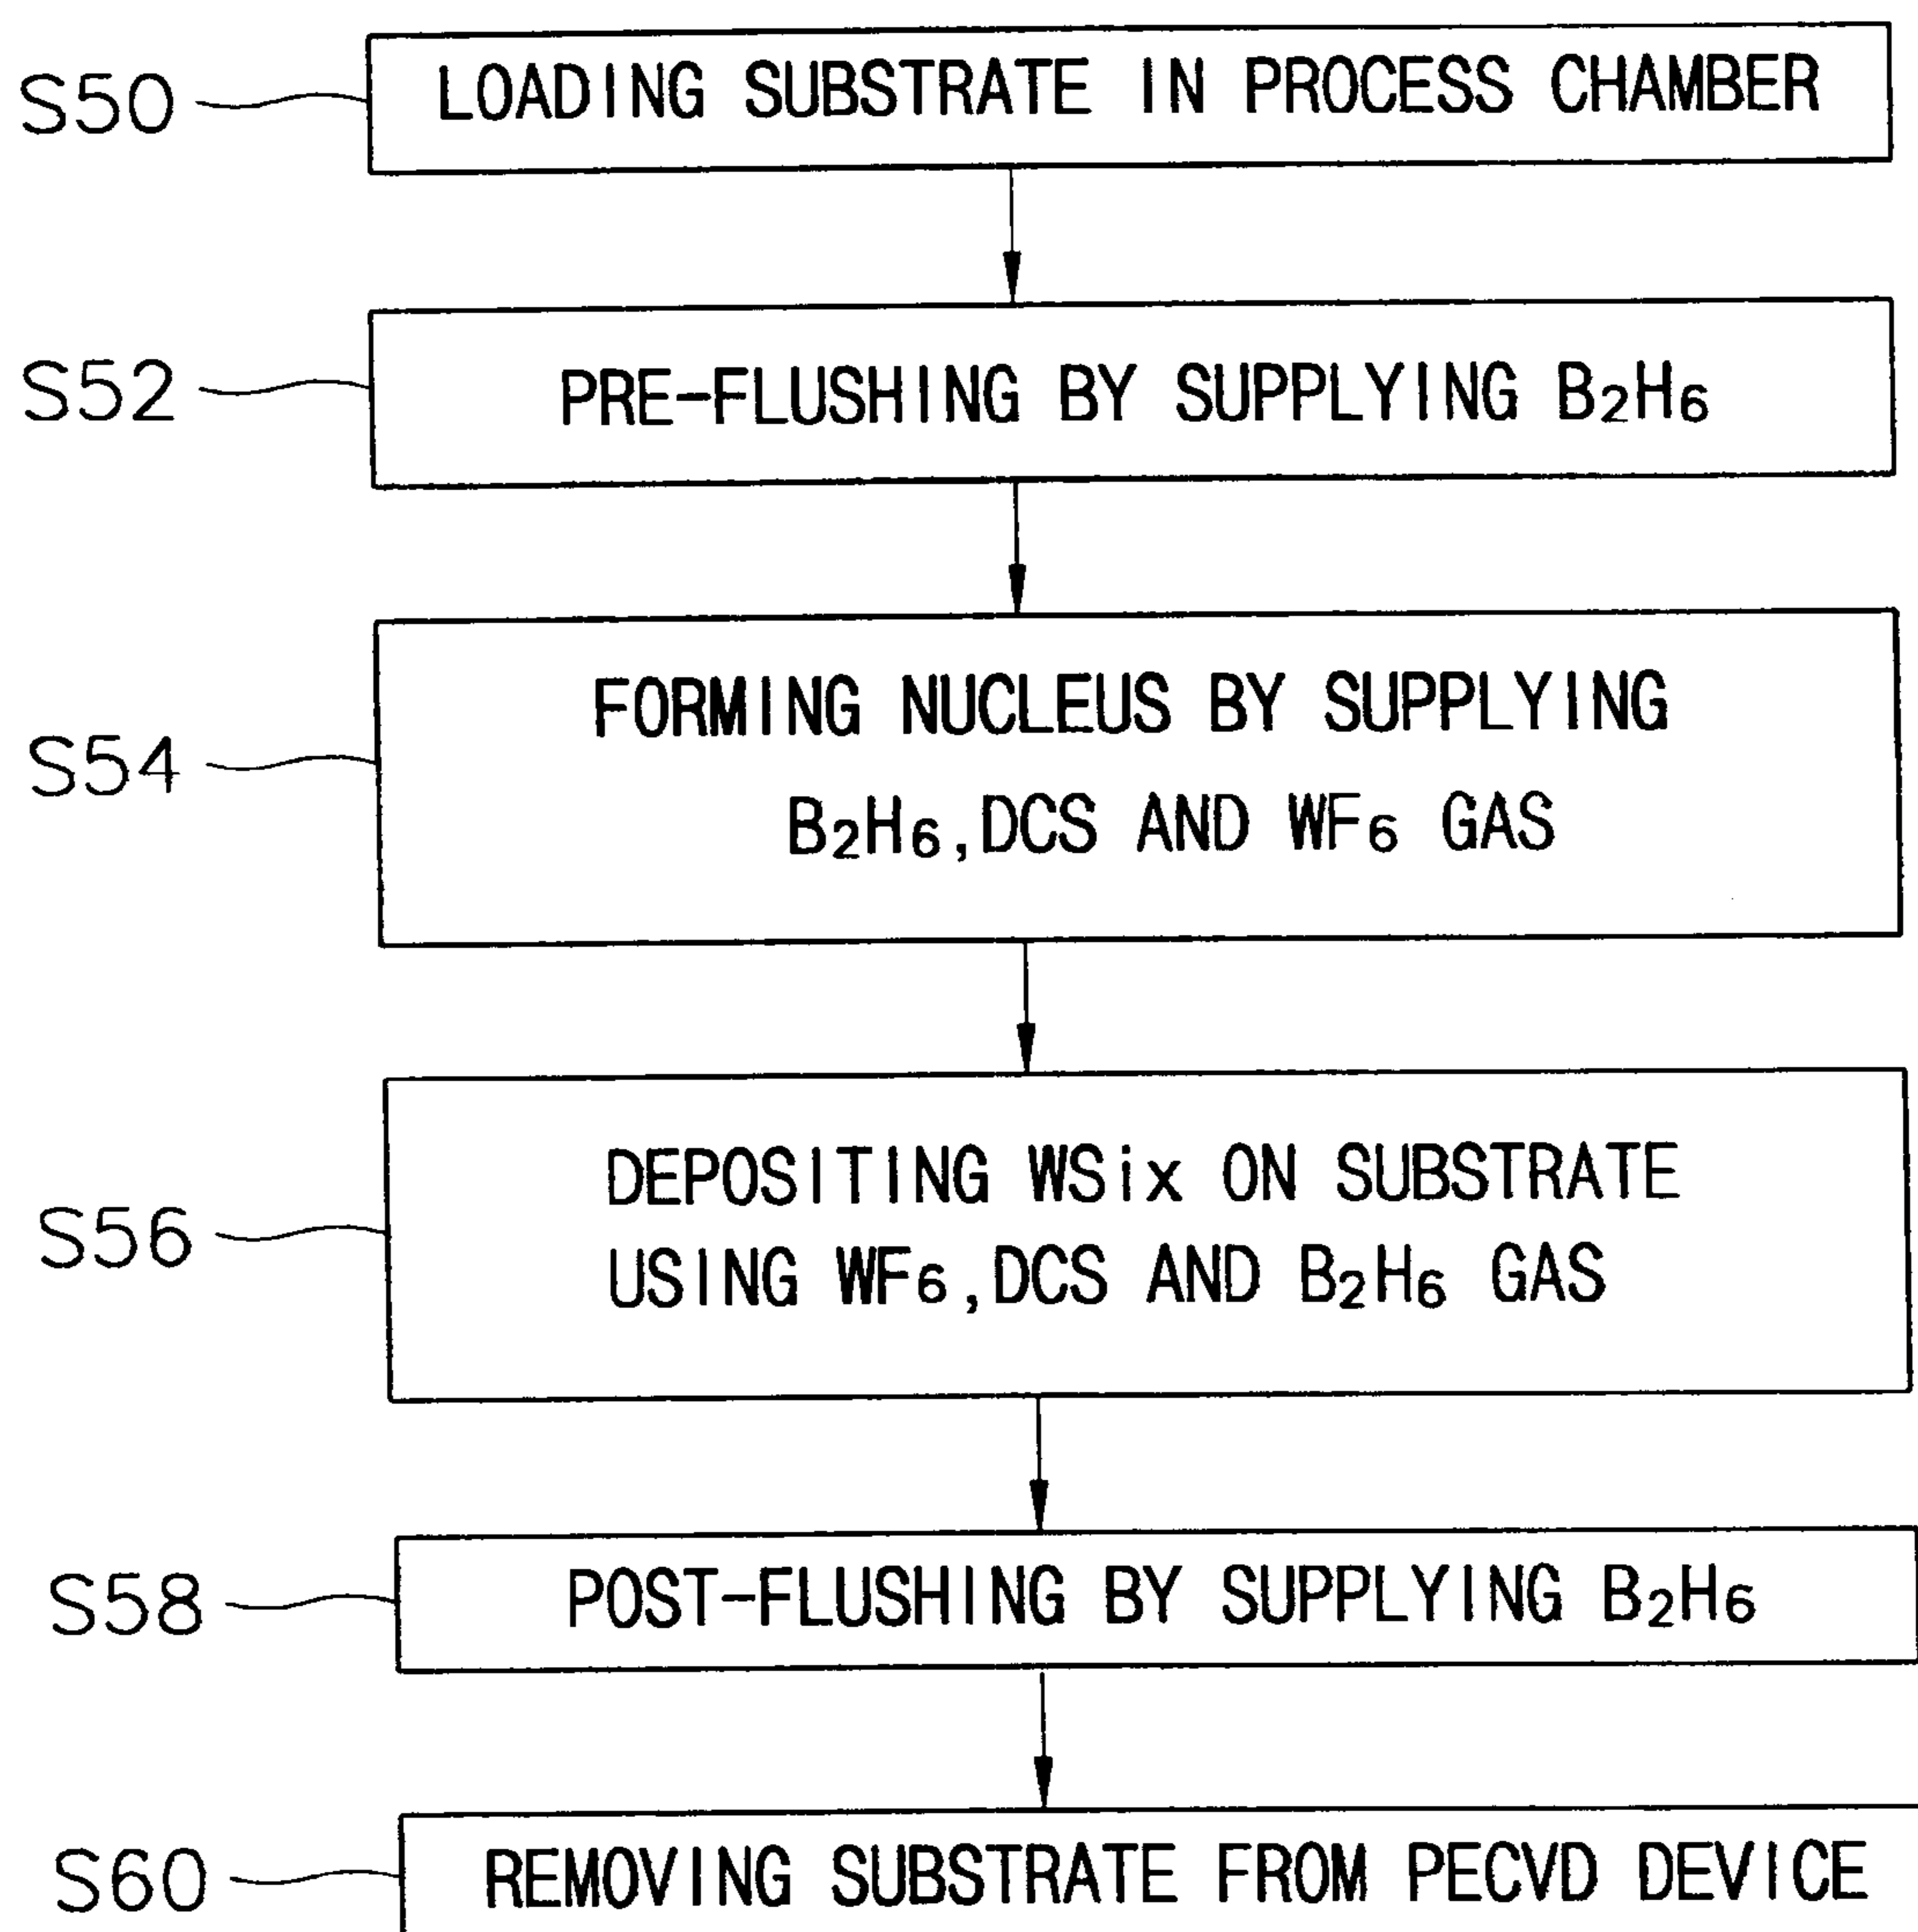 S50 LOADING SUBSTRATE IN PROCESS CHAMBER
S52 PRE-FLUSHING BY SUPPLYING B₂H₆
FORMING NUCLEUS BY SUPPLYING
S54
B₂H₆,DCS AND WF₆ GAS
DEPOSITING WSix ON SUBSTRATE
S56
USING WF₆,DCS AND B₂H₆ GAS
S58 POST-FLUSHING BY SUPPLYING B₂H₆
S60 REMOVING SUBSTRATE FROM PECVD DEVICE